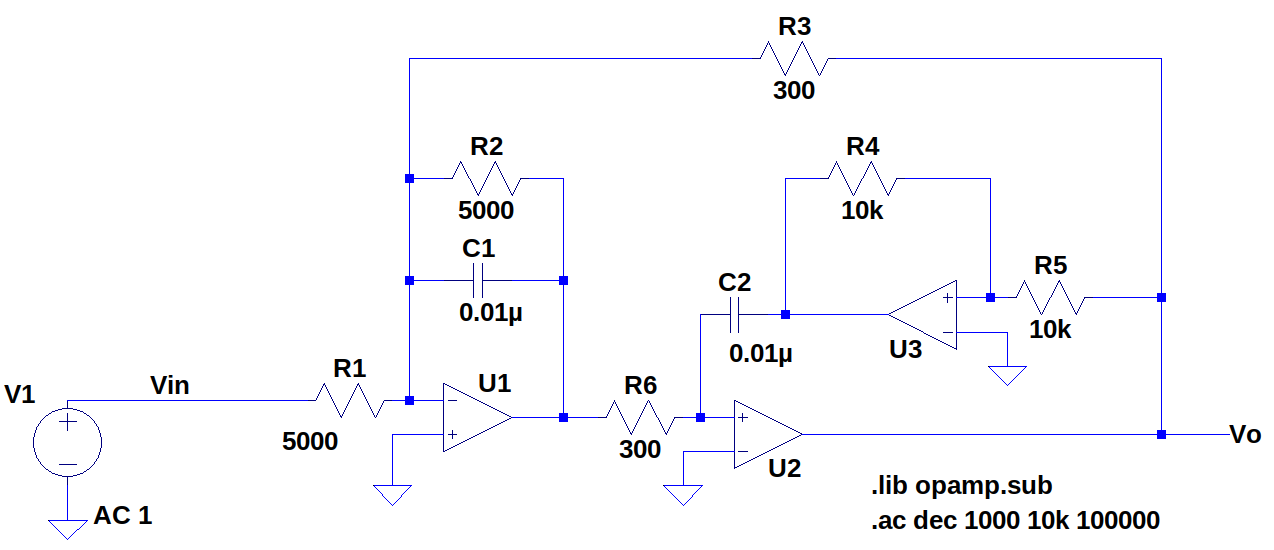 R3
300
R2
5000
R4
10k
C1
0.01µ
C2
0.01µ
R5
10k
U3
V1
Vin
R1
5000
U1
R6
300
U2
Vo
AC 1
.lib opamp.sub
.ac dec 1000 10k 100000